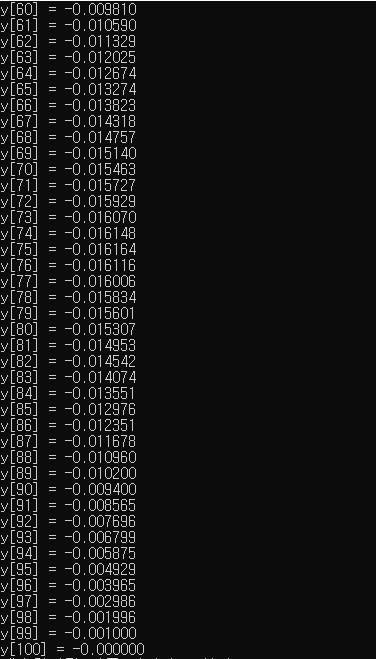 y[60] = -0.009810
y[61] = -0.010590
y[62] = -0.011329
y[63] = -0.012025
y[64] = -0.012674
y[65] = -0.013274
y[66] = -0.013823
y[67] = -0.014318
y[68] = -0.014757
y[69] = -0.015140
y[70] = -0.015463
y[71] = -0.015727
y[72] = -0.015929
y[73] = -0.016070
y[74] = -0.016148
y[75] = -0.016164
y[76] = -0.016116
y[77] = -0.016006
y[78] = -0.015834
y[79] = -0.015601
y[80] = -0.015307
y[81] = -0.014953
y[82] = -0.014542
y[83] = -0.014074
y[84] = -0.013551
y[85] = -0.012976
y[86] = -0.012351
y[87] = -0.011678
y[88] = -0.010960
y[89] = -0.010200
y[90] = -0.009400
y[91] = -0.008565
y[92] = -0.007696
y[93] = -0.006799
y[94] = -0.005875
y[95] = -0.004929
y[96] = -0.003965
y[97] = -0.002986
y[98] = -0.001996
y[99] = -0.001000
y[100] = -0.000000